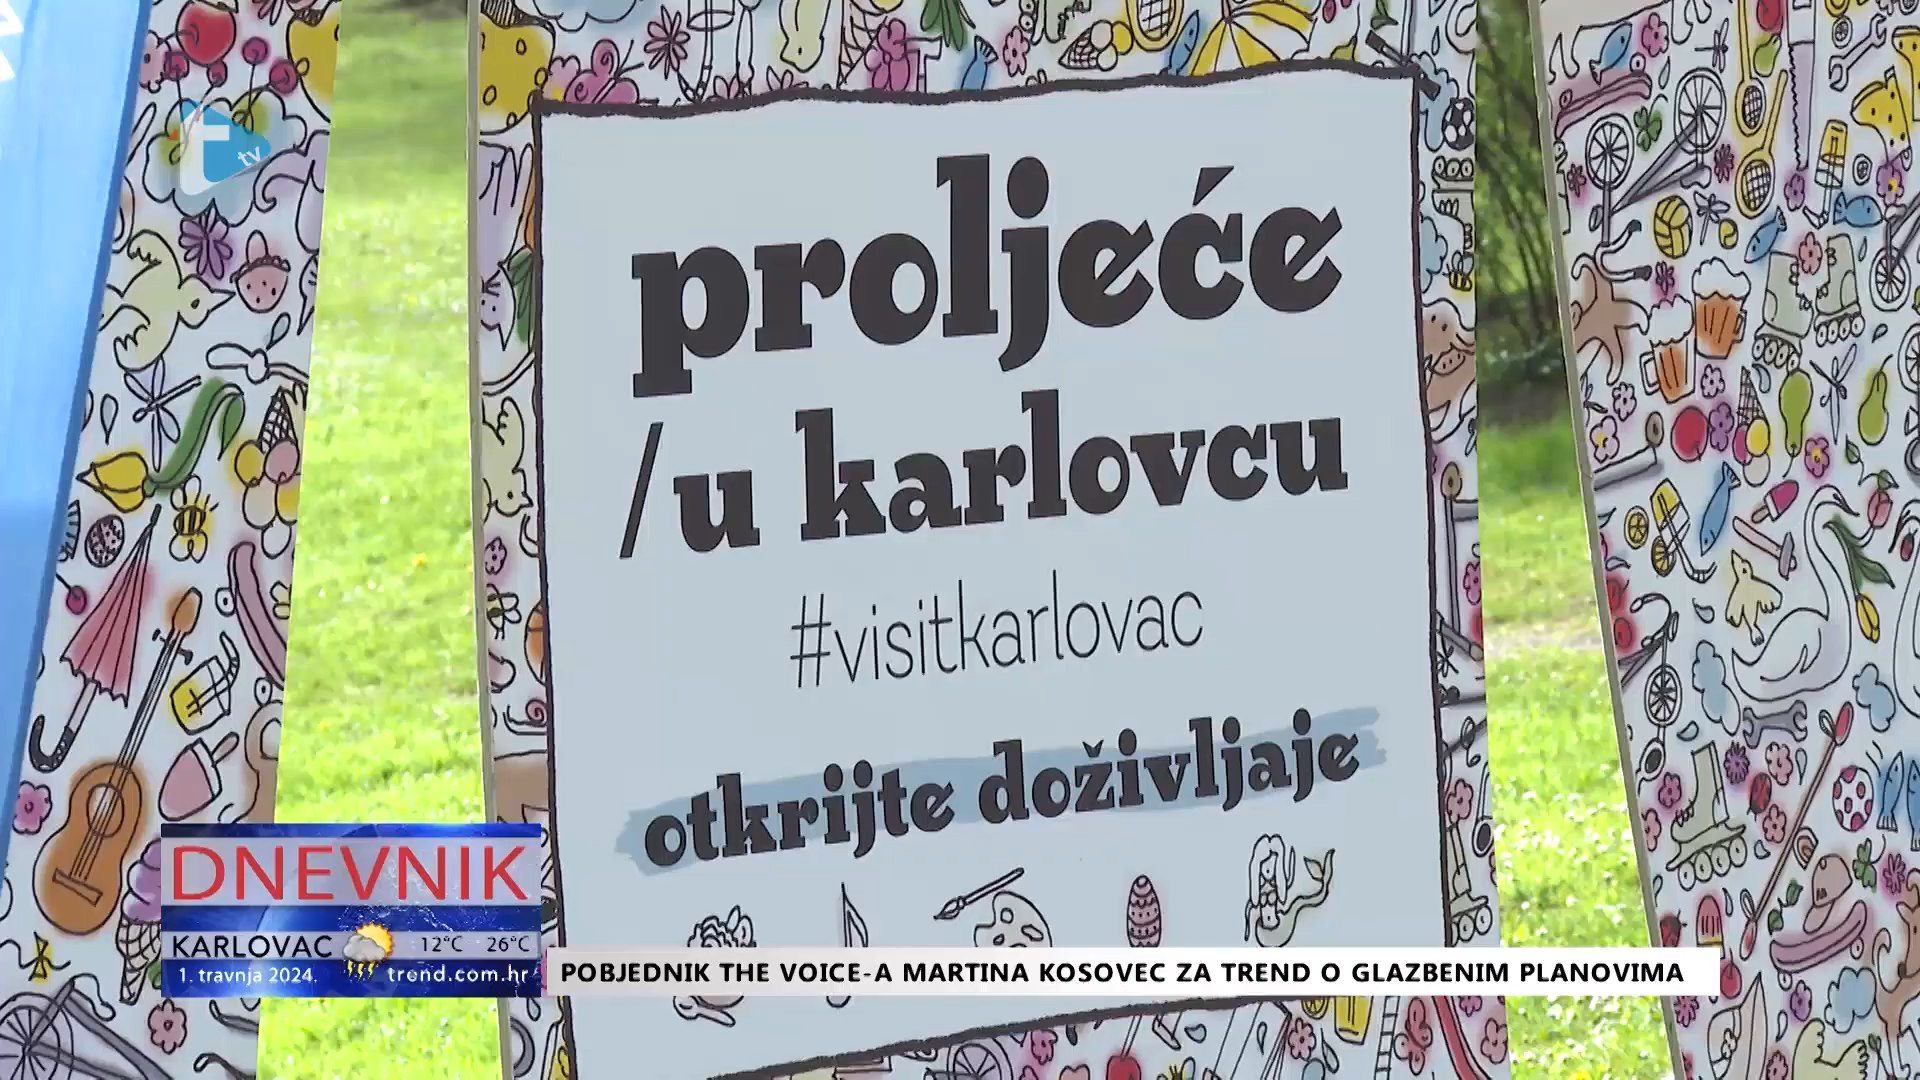 tv
proljeće
/u karlovcu
#visitkarlovac
otkrijte doživljaje
DNEVNIK
KARLOVAC 12°C 26°C
1. travnja 2024. trend.com.hr
POBJEDNIK THE VOICE-A MARTINA KOSOVEC ZA TREND O GLAZBENIM PLANOVIMA